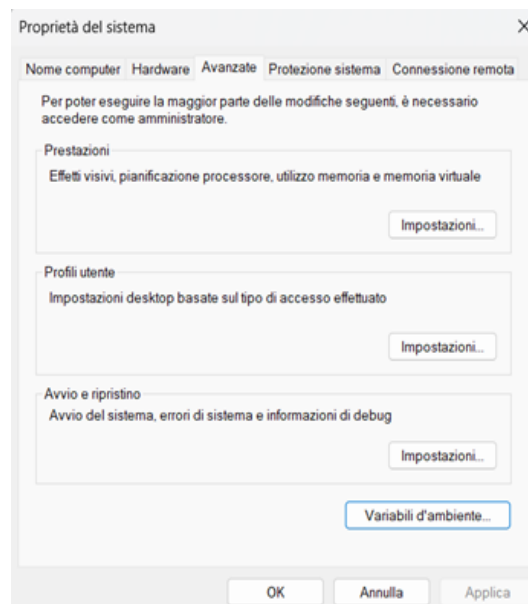 Proprietà del sistema
Nome computer Hardware Avanzate Protezione sistema Connessione remota
Per poter eseguire la maggior parte delle modifiche seguenti, è necessario
accedere come amministratore.
Prestazioni
Effetti visivi, pianificazione processore, utilizzo memoria e memoria virtuale
Impostazioni...
Profili utente
Impostazioni desktop basate sul tipo di accesso effettuato
Impostazioni...
Avvio e ripristino
Avvio del sistema, errori di sistema e informazioni di debug
Impostazioni...
Variabili d'ambiente...
OK Annulla Applica